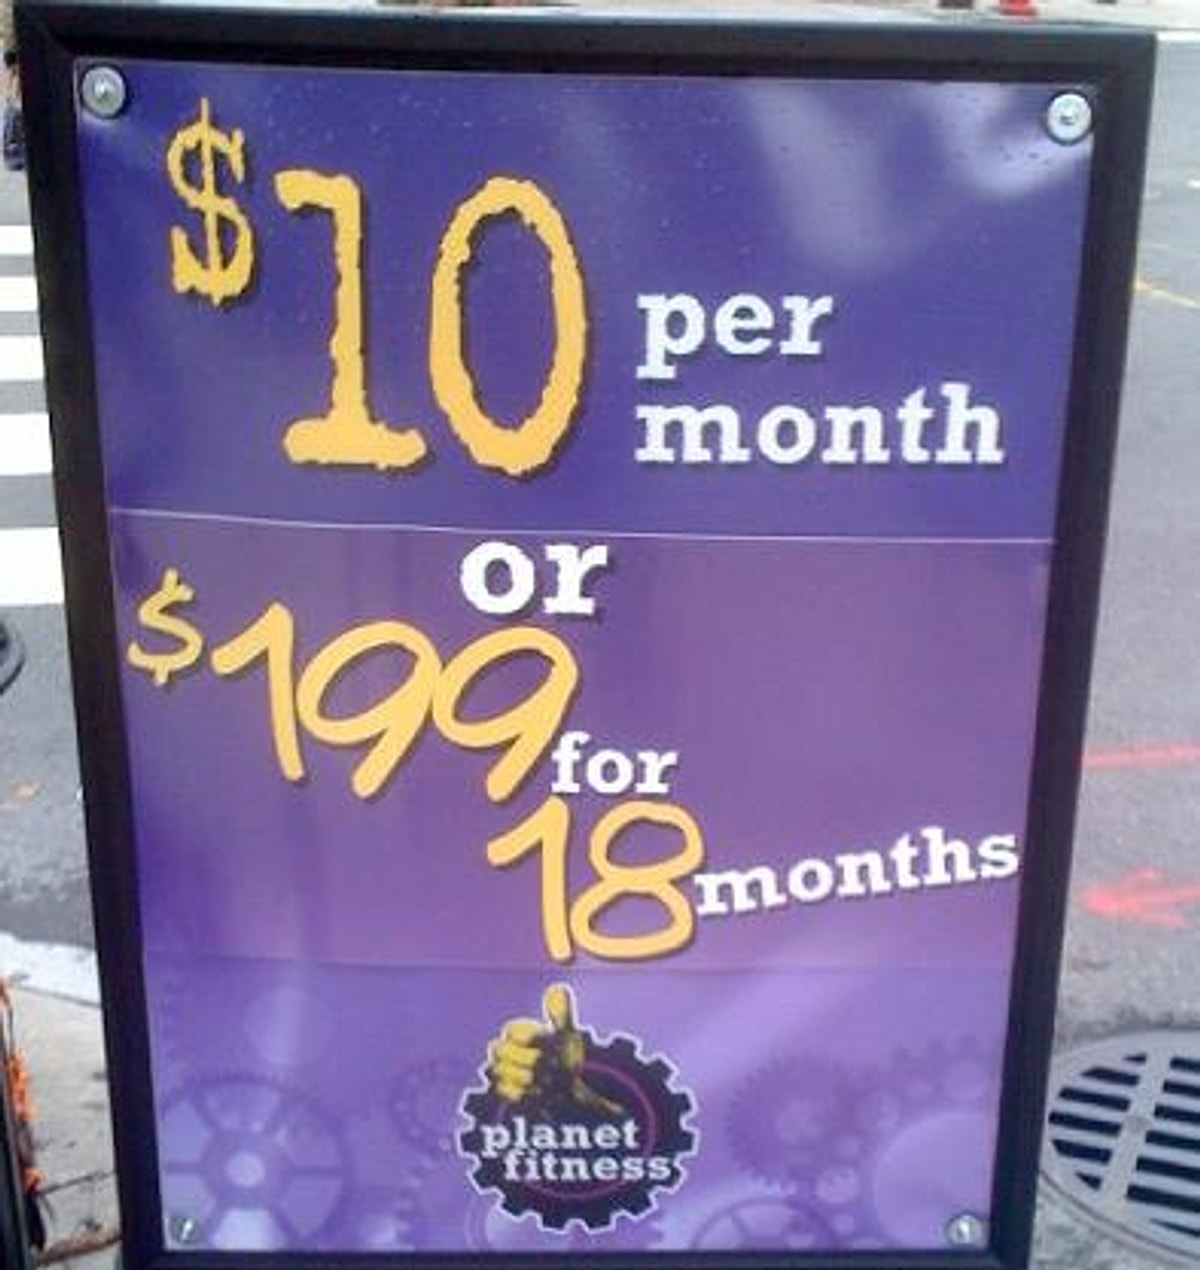 $10 per
month
or
$199
for
18 months
planet
fitness